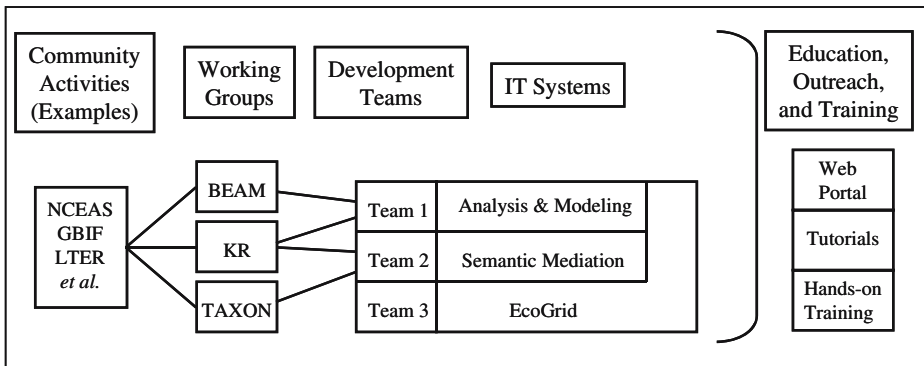 Community
Activities
(Examples)
Working
Groups
Development
Teams
IT Systems
Education,
Outreach,
and Training
NCEAS
GBIF
LTER
et al.
BEAM
KR
TAXON
Team 1
Analysis & Modeling
Team 2
Semantic Mediation
Team 3
EcoGrid
Web
Portal
Tutorials
Hands-on
Training